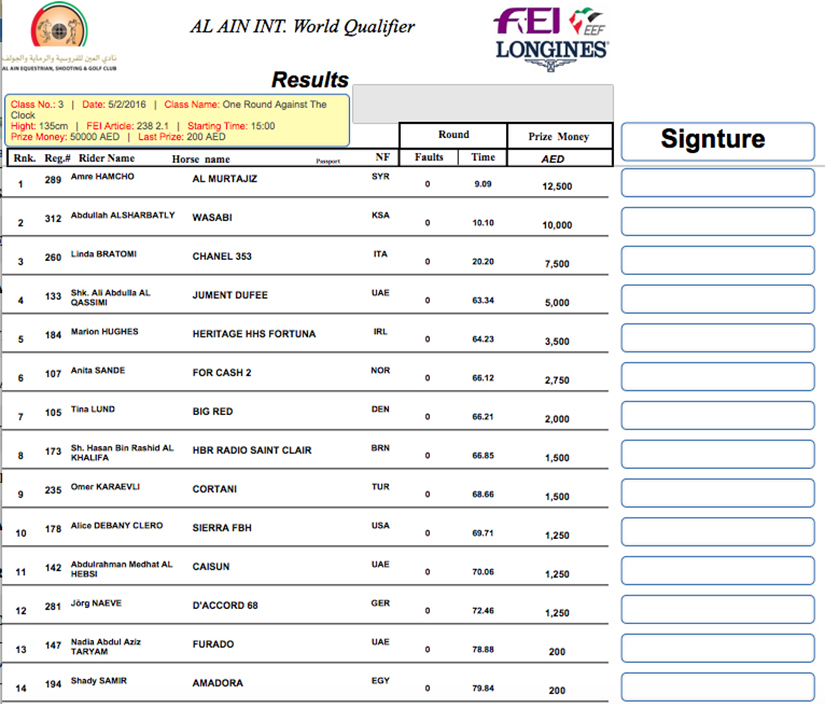 AL AIN INT. World Qualifier
FEI EEF
LONGINES
نادي العين للفروسية والرماية والجولف
AL AIN EQUESTRIAN, SHOOTING & GOLF CLUB
Results
Class No.: 3 | Date: 5/2/2016 | Class Name: One Round Against The
Clock
Hight: 135cm | FEI Article: 238 2.1 | Starting Time: 15:00
Prize Money: 50000 AED | Last Prize: 200 AED
Round Prize Money Signture
Rnk. Reg.# Rider Name Horse name Passport NF Faults Time AED
1 289 Amre HAMCHO AL MURTAJIZ SYR 0 9.09 12,500
2 312 Abdullah ALSHARBATLY WASABI KSA 0 10.10 10,000
3 260 Linda BRATOMI CHANEL 353 ITA 0 20.20 7,500
4 133 Shk. Ali Abdulla AL QASSIMI JUMENT DUFEE UAE 0 63.34 5,000
5 184 Marion HUGHES HERITAGE HHS FORTUNA IRL 0 64.23 3,500
6 107 Anita SANDE FOR CASH 2 NOR 0 66.12 2,750
7 105 Tina LUND BIG RED DEN 0 66.21 2,000
8 173 Sh. Hasan Bin Rashid AL KHALIFA HBR RADIO SAINT CLAIR BRN 0 66.85 1,500
9 235 Omer KARAEVLI CORTANI TUR 0 68.66 1,500
10 178 Alice DEBANY CLERO SIERRA FBH USA 0 69.71 1,250
11 142 Abdulrahman Medhat AL HEBSI CAISUN UAE 0 70.06 1,250
12 281 Jörg NAEVE D'ACCORD 68 GER 0 72.46 1,250
13 147 Nadia Abdul Aziz TARYAM FURADO UAE 0 78.88 200
14 194 Shady SAMIR AMADORA EGY 0 79.84 200